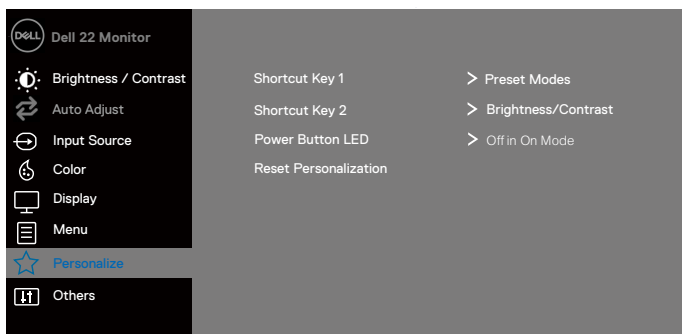 DELL Dell 22 Monitor
Brightness / Contrast
Auto Adjust
Input Source
Color
Display
Menu
Personalize
Others
Shortcut Key 1 > Preset Modes
Shortcut Key 2 > Brightness/Contrast
Power Button LED > Off in On Mode
Reset Personalization